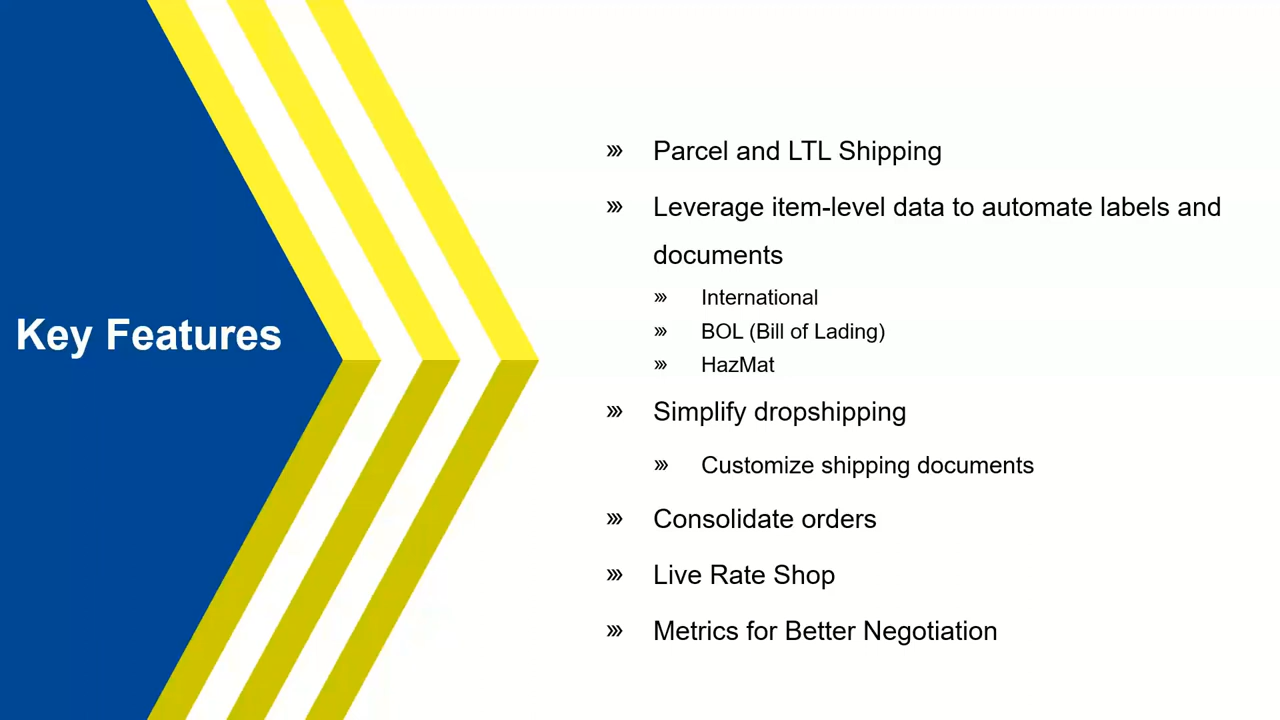 Key Features
Parcel and LTL Shipping
Leverage item-level data to automate labels and
documents
International
BOL (Bill of Lading)
HazMat
Simplify dropshipping
Customize shipping documents
Consolidate orders
Live Rate Shop
Metrics for Better Negotiation